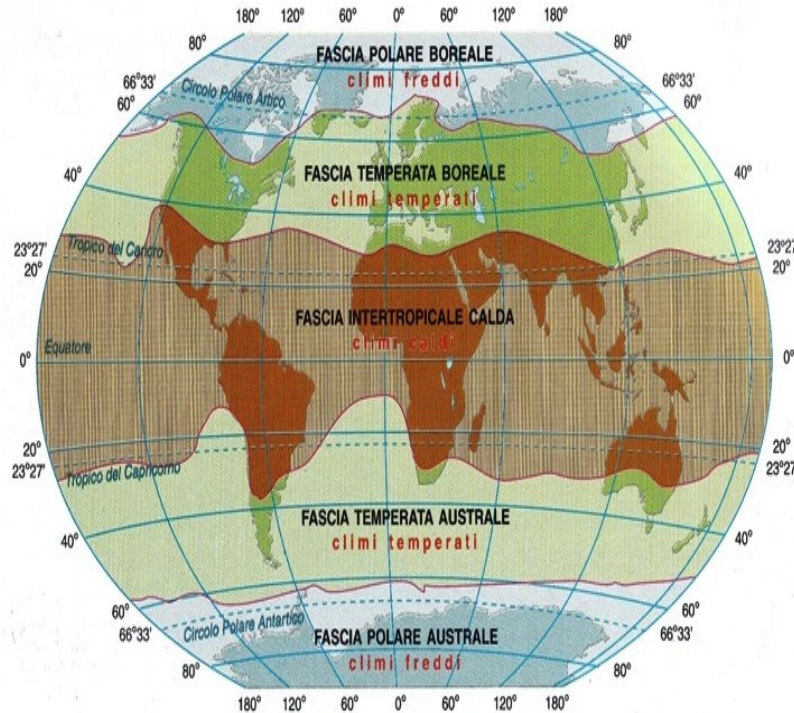 180° 120° 60° 0° 60° 120° 180°
80° 80°
FASCIA POLARE BOREALE
climi freddi
66°33' 66°33'
Circolo Polare Artico
60° 60°
FASCIA TEMPERATA BOREALE
climi temperati
40° 40°
Tropico del Cancro
23°27' 23°27'
20° 20°
FASCIA INTERTROPICALE CALDA
climi caldi
Equatore
0° 0°
20° 20°
23°27' 23°27'
Tropico del Capricorno
FASCIA TEMPERATA AUSTRALE
climi temperati
40° 40°
60° 60°
66°33' 66°33'
Circolo Polare Antartico
FASCIA POLARE AUSTRALE
climi freddi
80° 80°
180° 120° 60° 0° 60° 120° 180°